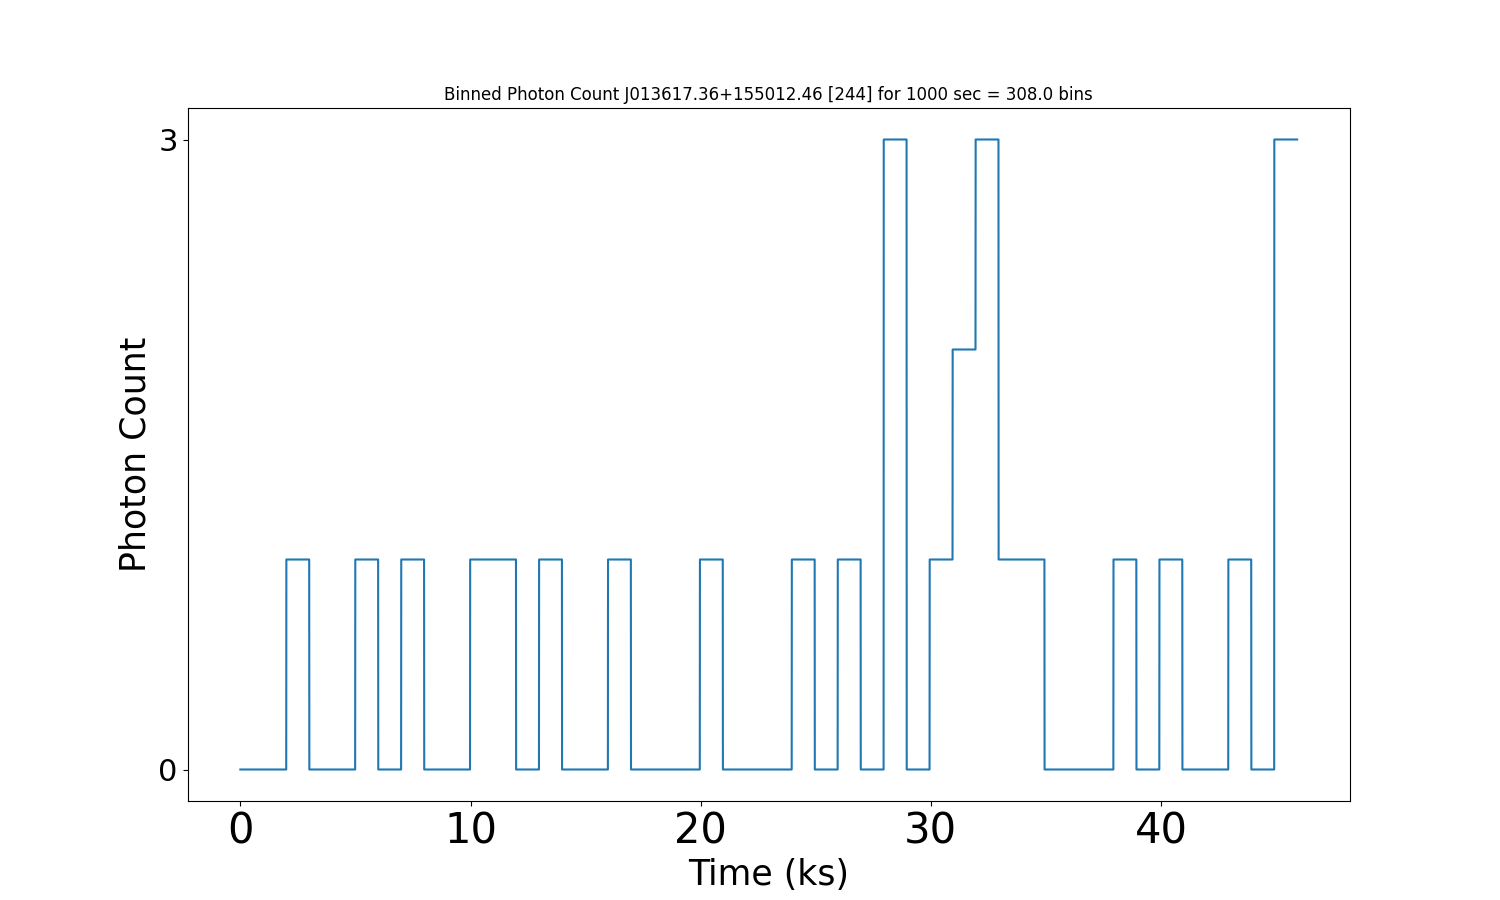 Binned Photon Count J013617.36+155012.46 [244] for 1000 sec = 308.0 bins
3
Photon Count
0
0 10 20 30 40
Time (ks)